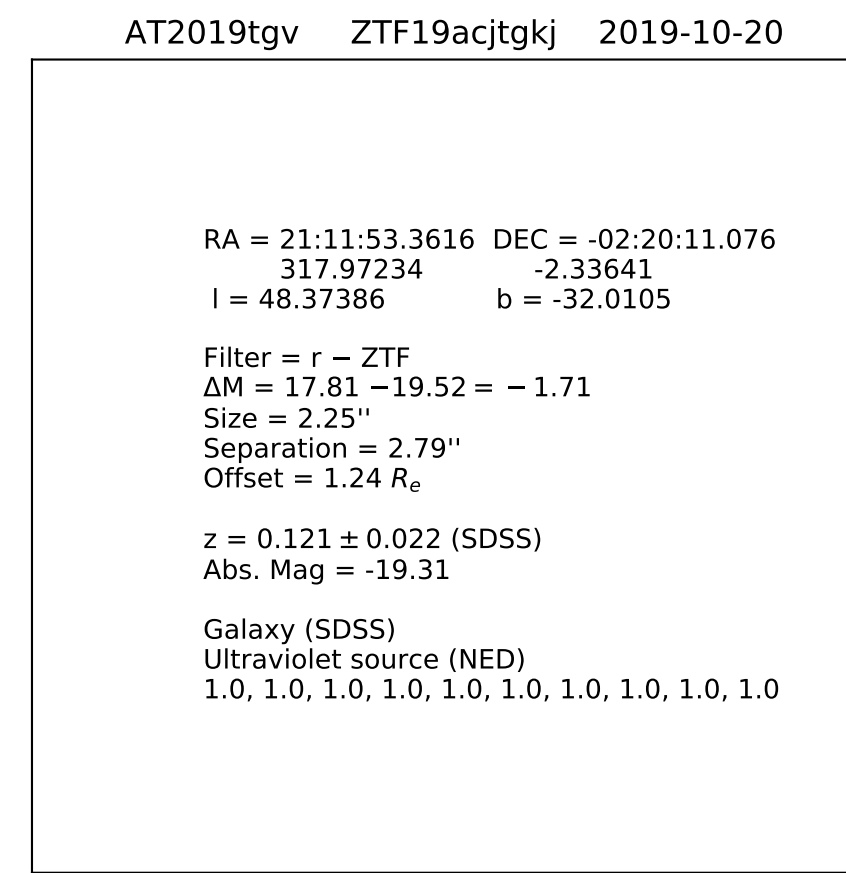 AT2019tgv ZTF19acjtgkj 2019-10-20
RA = 21:11:53.3616 DEC = -02:20:11.076
317.97234 -2.33641
l = 48.37386 b = -32.0105
Filter = r − ZTF
ΔM = 17.81 −19.52 = − 1.71
Size = 2.25''
Separation = 2.79''
Offset = 1.24 Rₑ
z = 0.121 ± 0.022 (SDSS)
Abs. Mag = -19.31
Galaxy (SDSS)
Ultraviolet source (NED)
1.0, 1.0, 1.0, 1.0, 1.0, 1.0, 1.0, 1.0, 1.0, 1.0